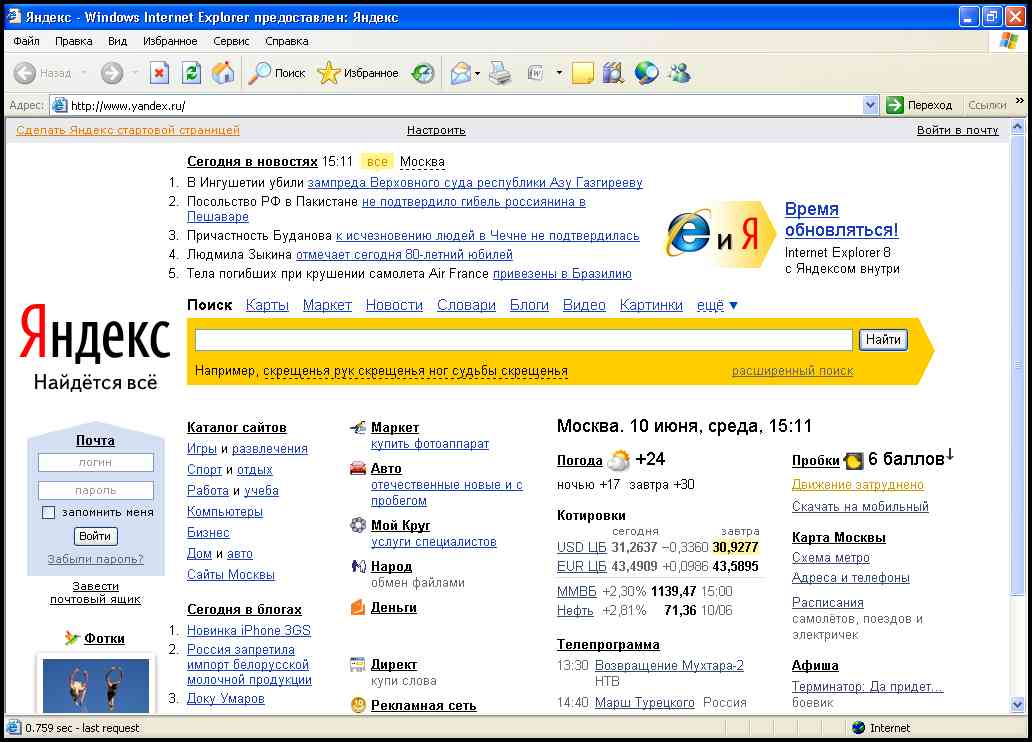 Яндекс - Windows Internet Explorer предоставлен: Яндекс
Файл Правка Вид Избранное Сервис Справка
Назад Поиск Избранное
Адрес: http://www.yandex.ru/ Переход Ссылки »
Сделать Яндекс стартовой страницей Настроить Войти в почту
Сегодня в новостях 15:11 все Москва
1. В Ингушетии убили зампреда Верховного суда республики Азу Газгирееву
2. Посольство РФ в Пакистане не подтвердило гибель россиянина в
Пешаваре
3. Причастность Буданова к исчезновению людей в Чечне не подтвердилась
4. Людмила Зыкина отмечает сегодня 80-летний юбилей
5. Тела погибших при крушении самолета Air France привезены в Бразилию
e и Я
Время
обновляться!
Internet Explorer 8
с Яндексом внутри
Яндекс
Найдётся всё
Поиск Карты Маркет Новости Словари Блоги Видео Картинки ещё ▼
Найти
Например, скрещенья рук скрещенья ног судьбы скрещенья расширенный поиск
Почта
логин
пароль
запомнить меня
Войти
Забыли пароль?
Завести
почтовый ящик
Фотки
Каталог сайтов
Игры и развлечения
Спорт и отдых
Работа и учеба
Компьютеры
Бизнес
Дом и авто
Сайты Москвы
Сегодня в блогах
1. Новинка iPhone 3GS
2. Россия запретила
импорт белорусской
молочной продукции
3. Доку Умаров
Маркет
купить фотоаппарат
Авто
отечественные новые и с
пробегом
Мой Круг
услуги специалистов
Народ
обмен файлами
Деньги
Директ
купи слова
Рекламная сеть
Москва. 10 июня, среда, 15:11
Погода +24
ночью +17 завтра +30
Котировки
сегодня завтра
USD ЦБ 31,2637 −0,3360 30,9277
EUR ЦБ 43,4909 +0,0986 43,5895
ММВБ +2,30% 1139,47 15:00
Нефть +2,81% 71,36 10/06
Телепрограмма
13:30 Возвращение Мухтара-2
НТВ
14:40 Марш Турецкого Россия
Пробки 6 баллов↓
Движение затруднено
Скачать на мобильный
Карта Москвы
Схема метро
Адреса и телефоны
Расписания
самолётов, поездов и
электричек
Афиша
Терминатор: Да придет...
боевик
0.759 sec - last request Internet